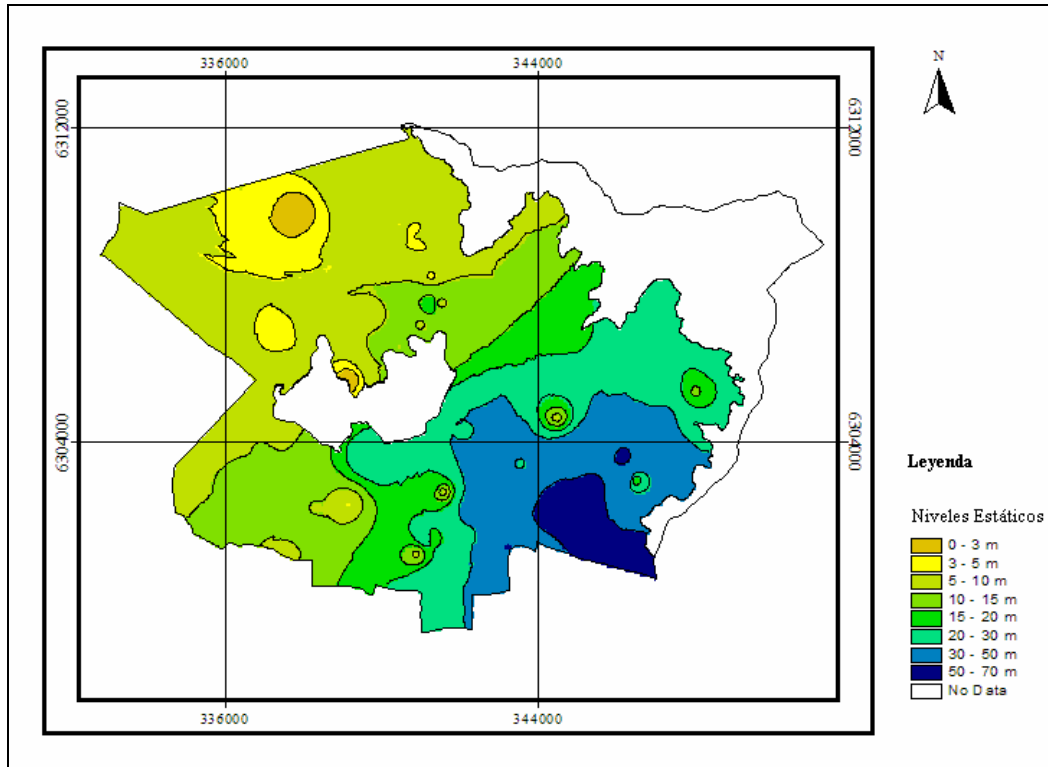 336000
344000
N
6312000
6312000
6304000
6304000
Leyenda
Niveles Estáticos
0 - 3 m
3 - 5 m
5 - 10 m
10 - 15 m
15 - 20 m
20 - 30 m
30 - 50 m
50 - 70 m
No Data
336000
344000